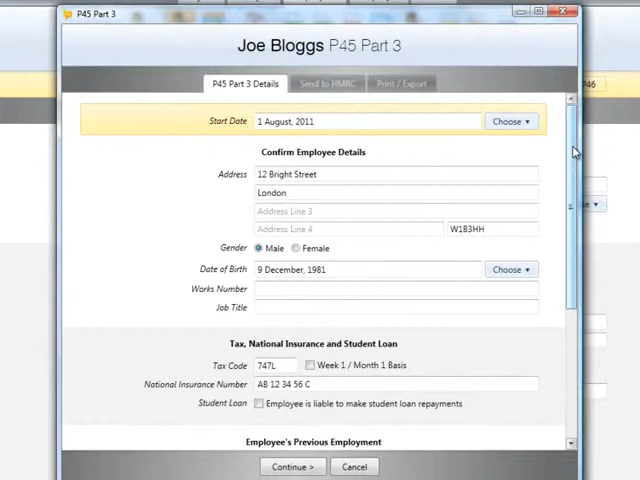 P45 Part 3
Joe Bloggs P45 Part 3
P45 Part 3 Details Send to HMRC Print / Export
P46
Start Date 1 August, 2011 Choose
Confirm Employee Details
Address 12 Bright Street
London
Address Line 3
Address Line 4 W1B3HH
Gender Male Female
Date of Birth 9 December, 1981 Choose
Works Number
Job Title
Tax, National Insurance and Student Loan
Tax Code 747L Week 1 / Month 1 Basis
National Insurance Number AB 12 34 56 C
Student Loan Employee is liable to make student loan repayments
Employee's Previous Employment
Continue > Cancel